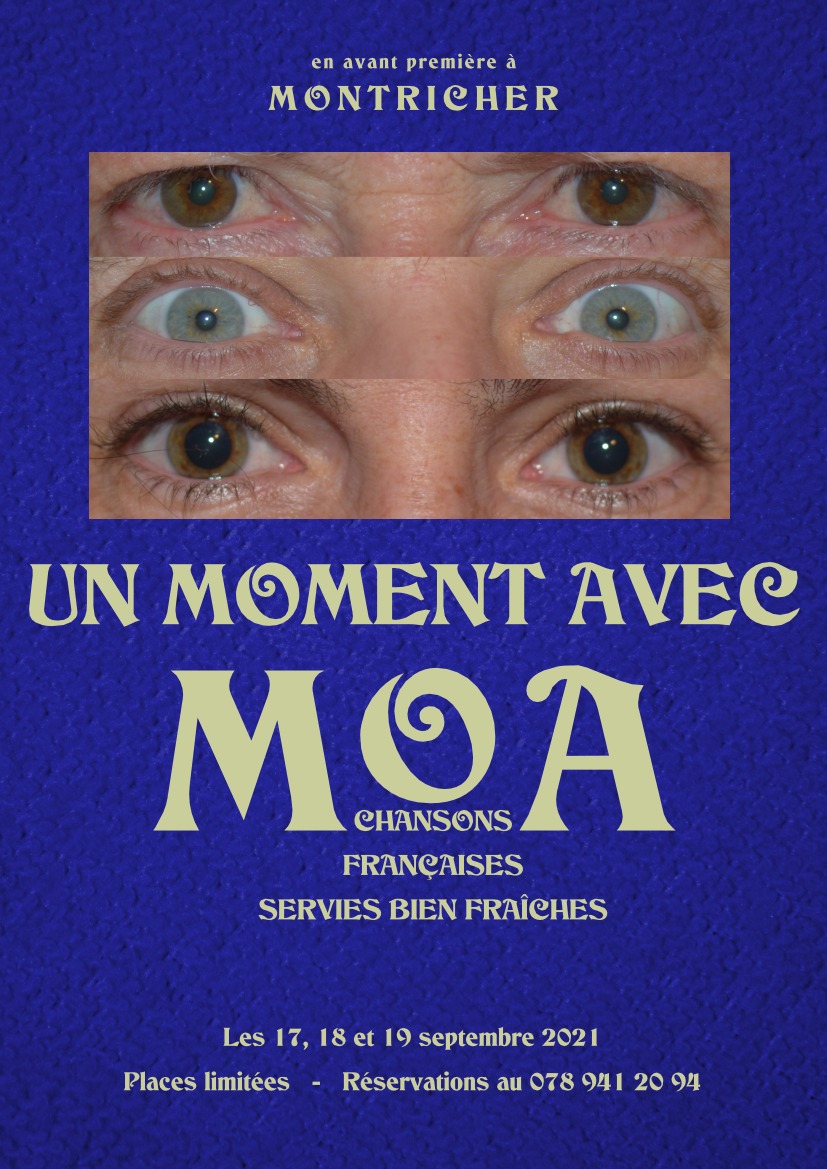 en avant première à
MONTRICHER
UN MOMENT AVEC
MOA
CHANSONS
FRANÇAISES
SERVIES BIEN FRAÎCHES
Les 17, 18 et 19 septembre 2021
Places limitées - Réservations au 078 941 20 94